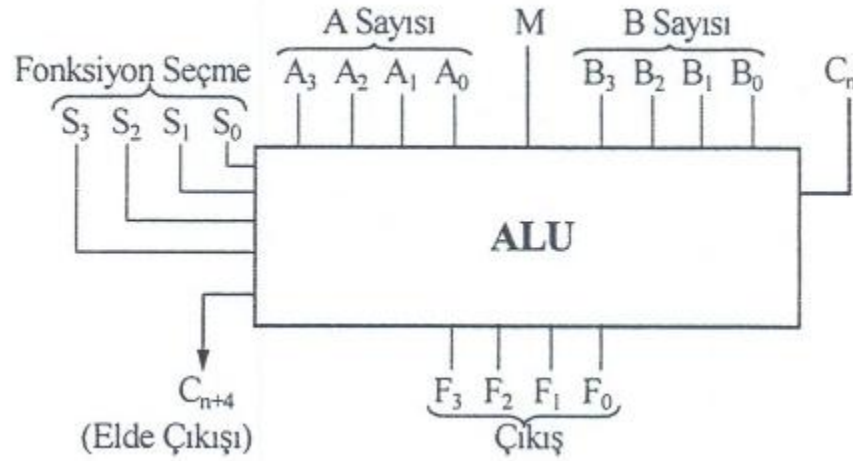 A Sayısı M B Sayısı
Fonksiyon Seçme A₃ A₂ A₁ A₀ B₃ B₂ B₁ B₀ Cₙ
S₃ S₂ S₁ S₀
ALU
Cₙ₊₄ F₃ F₂ F₁ F₀
(Elde Çıkışı) Çıkış